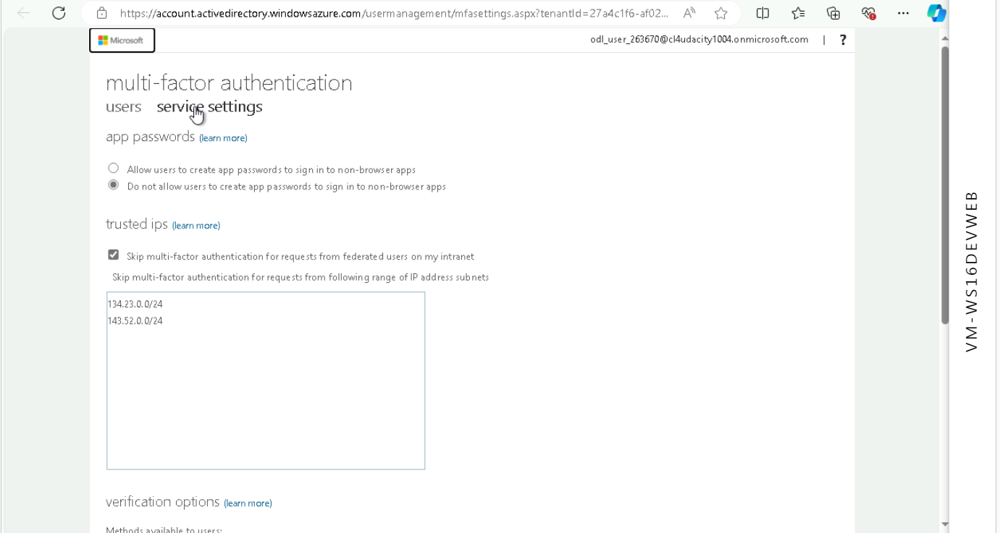 https://account.activedirectory.windowsazure.com/usermanagement/mfasettings.aspx?tenantId=27a4c1f6-af02...
Microsoft
odl_user_263670@cl4udacity1004.onmicrosoft.com | ?
multi-factor authentication
users service settings
app passwords (learn more)
Allow users to create app passwords to sign in to non-browser apps
Do not allow users to create app passwords to sign in to non-browser apps
trusted ips (learn more)
Skip multi-factor authentication for requests from federated users on my intranet
Skip multi-factor authentication for requests from following range of IP address subnets
134.23.0.0/24
143.52.0.0/24
verification options (learn more)
Methods available to users:
VM-WS16DEVWEB